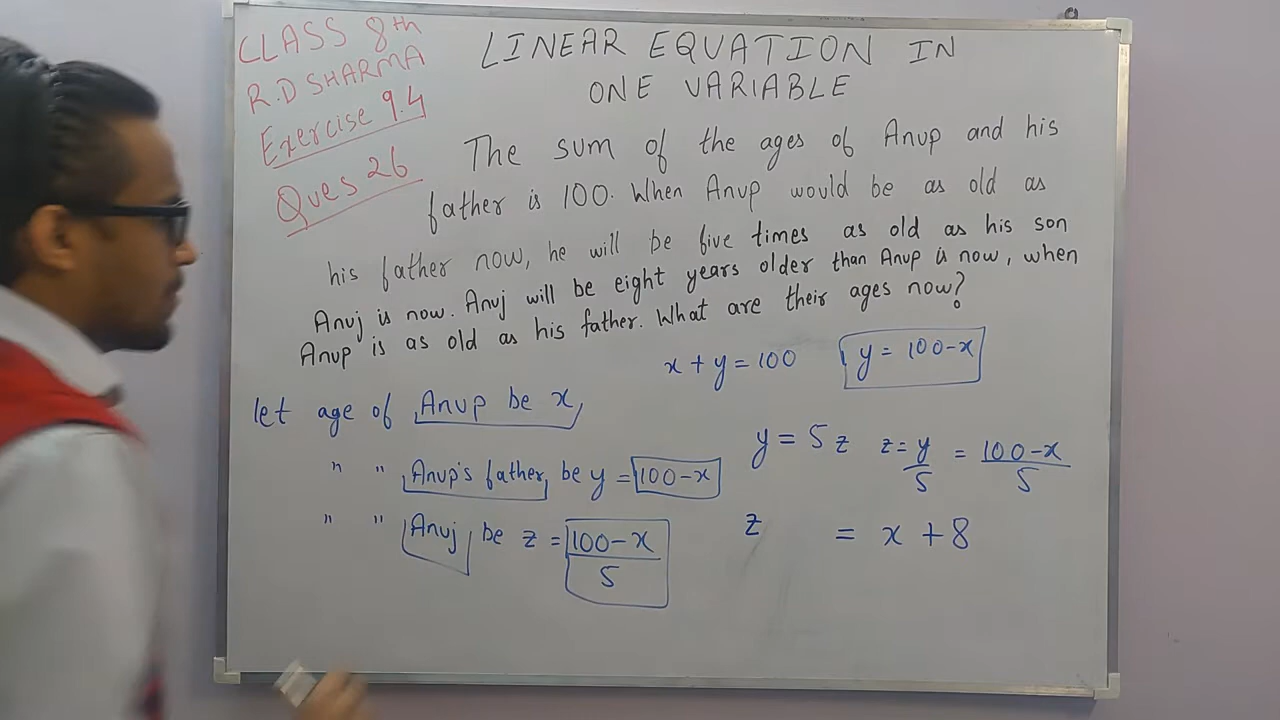 CLASS 8th
R.D SHARMA
Exercise 9.4
Ques 26
LINEAR EQUATION IN
ONE VARIABLE
The sum of the ages of Anup and his
father is 100. When Anup would be as old as
his father now, he will be five times as old as his son
Anuj is now. Anuj will be eight years older than Anup is now, when
Anup is as old as his father. What are their ages now?
x + y = 100 y = 100-x
let age of Anup be x,
" " Anup's father, be y = 100-x
y = 5z z = y/5 = 100-x/5
" " Anuj be z = 100-x/5
z = x + 8